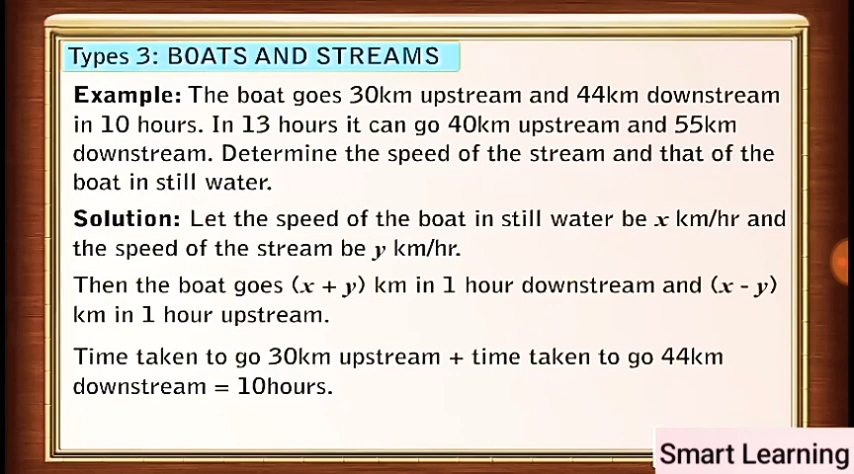 Types 3: BOATS AND STREAMS
Example: The boat goes 30km upstream and 44km downstream
in 10 hours. In 13 hours it can go 40km upstream and 55km
downstream. Determine the speed of the stream and that of the
boat in still water.
Solution: Let the speed of the boat in still water be x km/hr and
the speed of the stream be y km/hr.
Then the boat goes (x + y) km in 1 hour downstream and (x - y)
km in 1 hour upstream.
Time taken to go 30km upstream + time taken to go 44km
downstream = 10hours.
Smart Learning